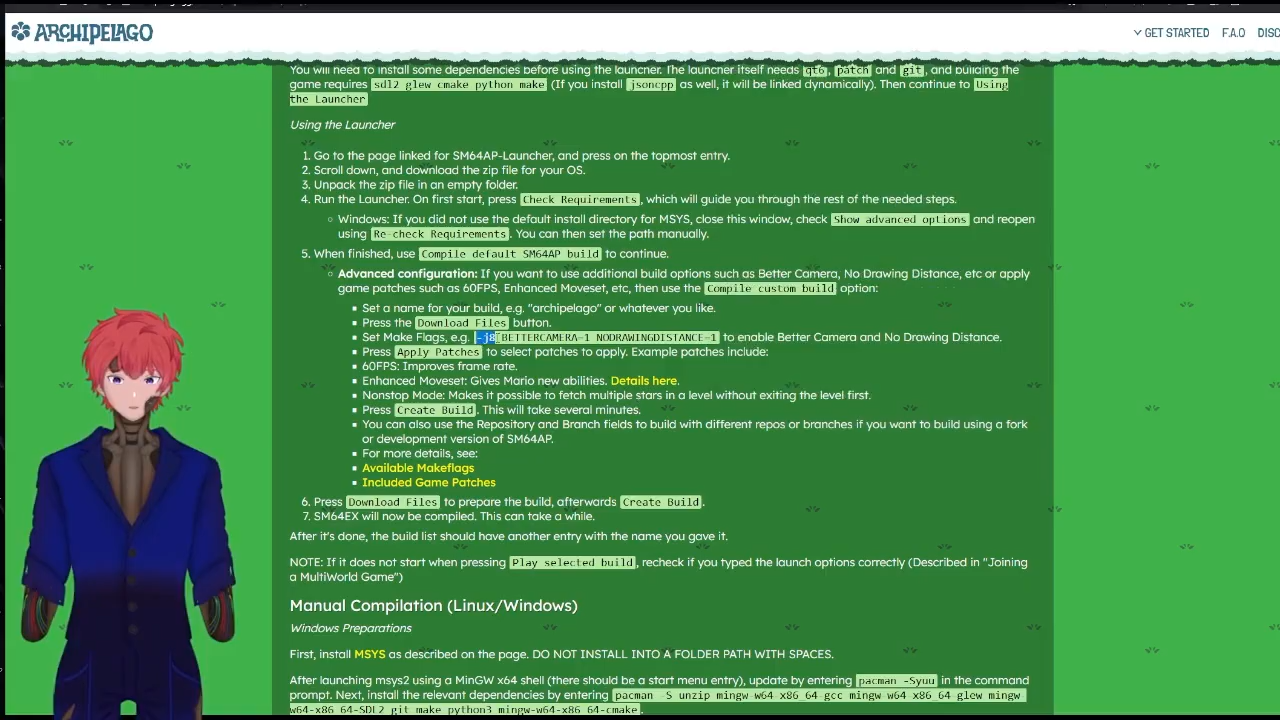 ARCHIPELAGO
GET STARTED F.A.Q DISC
You will need to install some dependencies before using the launcher. The launcher itself needs qt6, patch and git, and building the
game requires sdl2 glew cmake python make (If you install jsoncpp as well, it will be linked dynamically). Then continue to Using
the Launcher
Using the Launcher
1. Go to the page linked for SM64AP-Launcher, and press on the topmost entry.
2. Scroll down, and download the zip file for your OS.
3. Unpack the zip file in an empty folder.
4. Run the Launcher. On first start, press Check Requirements, which will guide you through the rest of the needed steps.
Windows: If you did not use the default install directory for MSYS, close this window, check Show advanced options and reopen
using Re-check Requirements. You can then set the path manually.
5. When finished, use Compile default SM64AP build to continue.
Advanced configuration: If you want to use additional build options such as Better Camera, No Drawing Distance, etc or apply
game patches such as 60FPS, Enhanced Moveset, etc, then use the Compile custom build option:
Set a name for your build, e.g. "archipelago" or whatever you like.
Press the Download Files button.
Set Make Flags, e.g. -j8 BETTERCAMERA=1 NODRAWINGDISTANCE=1 to enable Better Camera and No Drawing Distance.
Press Apply Patches to select patches to apply. Example patches include:
60FPS: Improves frame rate.
Enhanced Moveset: Gives Mario new abilities. Details here.
Nonstop Mode: Makes it possible to fetch multiple stars in a level without exiting the level first.
Press Create Build. This will take several minutes.
You can also use the Repository and Branch fields to build with different repos or branches if you want to build using a fork
or development version of SM64AP.
For more details, see:
Available Makeflags
Included Game Patches
6. Press Download Files to prepare the build, afterwards Create Build.
7. SM64EX will now be compiled. This can take a while.
After it's done, the build list should have another entry with the name you gave it.
NOTE: If it does not start when pressing Play selected build, recheck if you typed the launch options correctly (Described in "Joining
a MultiWorld Game")
Manual Compilation (Linux/Windows)
Windows Preparations
First, install MSYS as described on the page. DO NOT INSTALL INTO A FOLDER PATH WITH SPACES.
After launching msys2 using a MinGW x64 shell (there should be a start menu entry), update by entering pacman -Syuu in the command
prompt. Next, install the relevant dependencies by entering pacman -S unzip mingw-w64-x86_64-gcc mingw-w64-x86_64-glew mingw-
w64-x86_64-SDL2 git make python3 mingw-w64-x86_64-cmake.